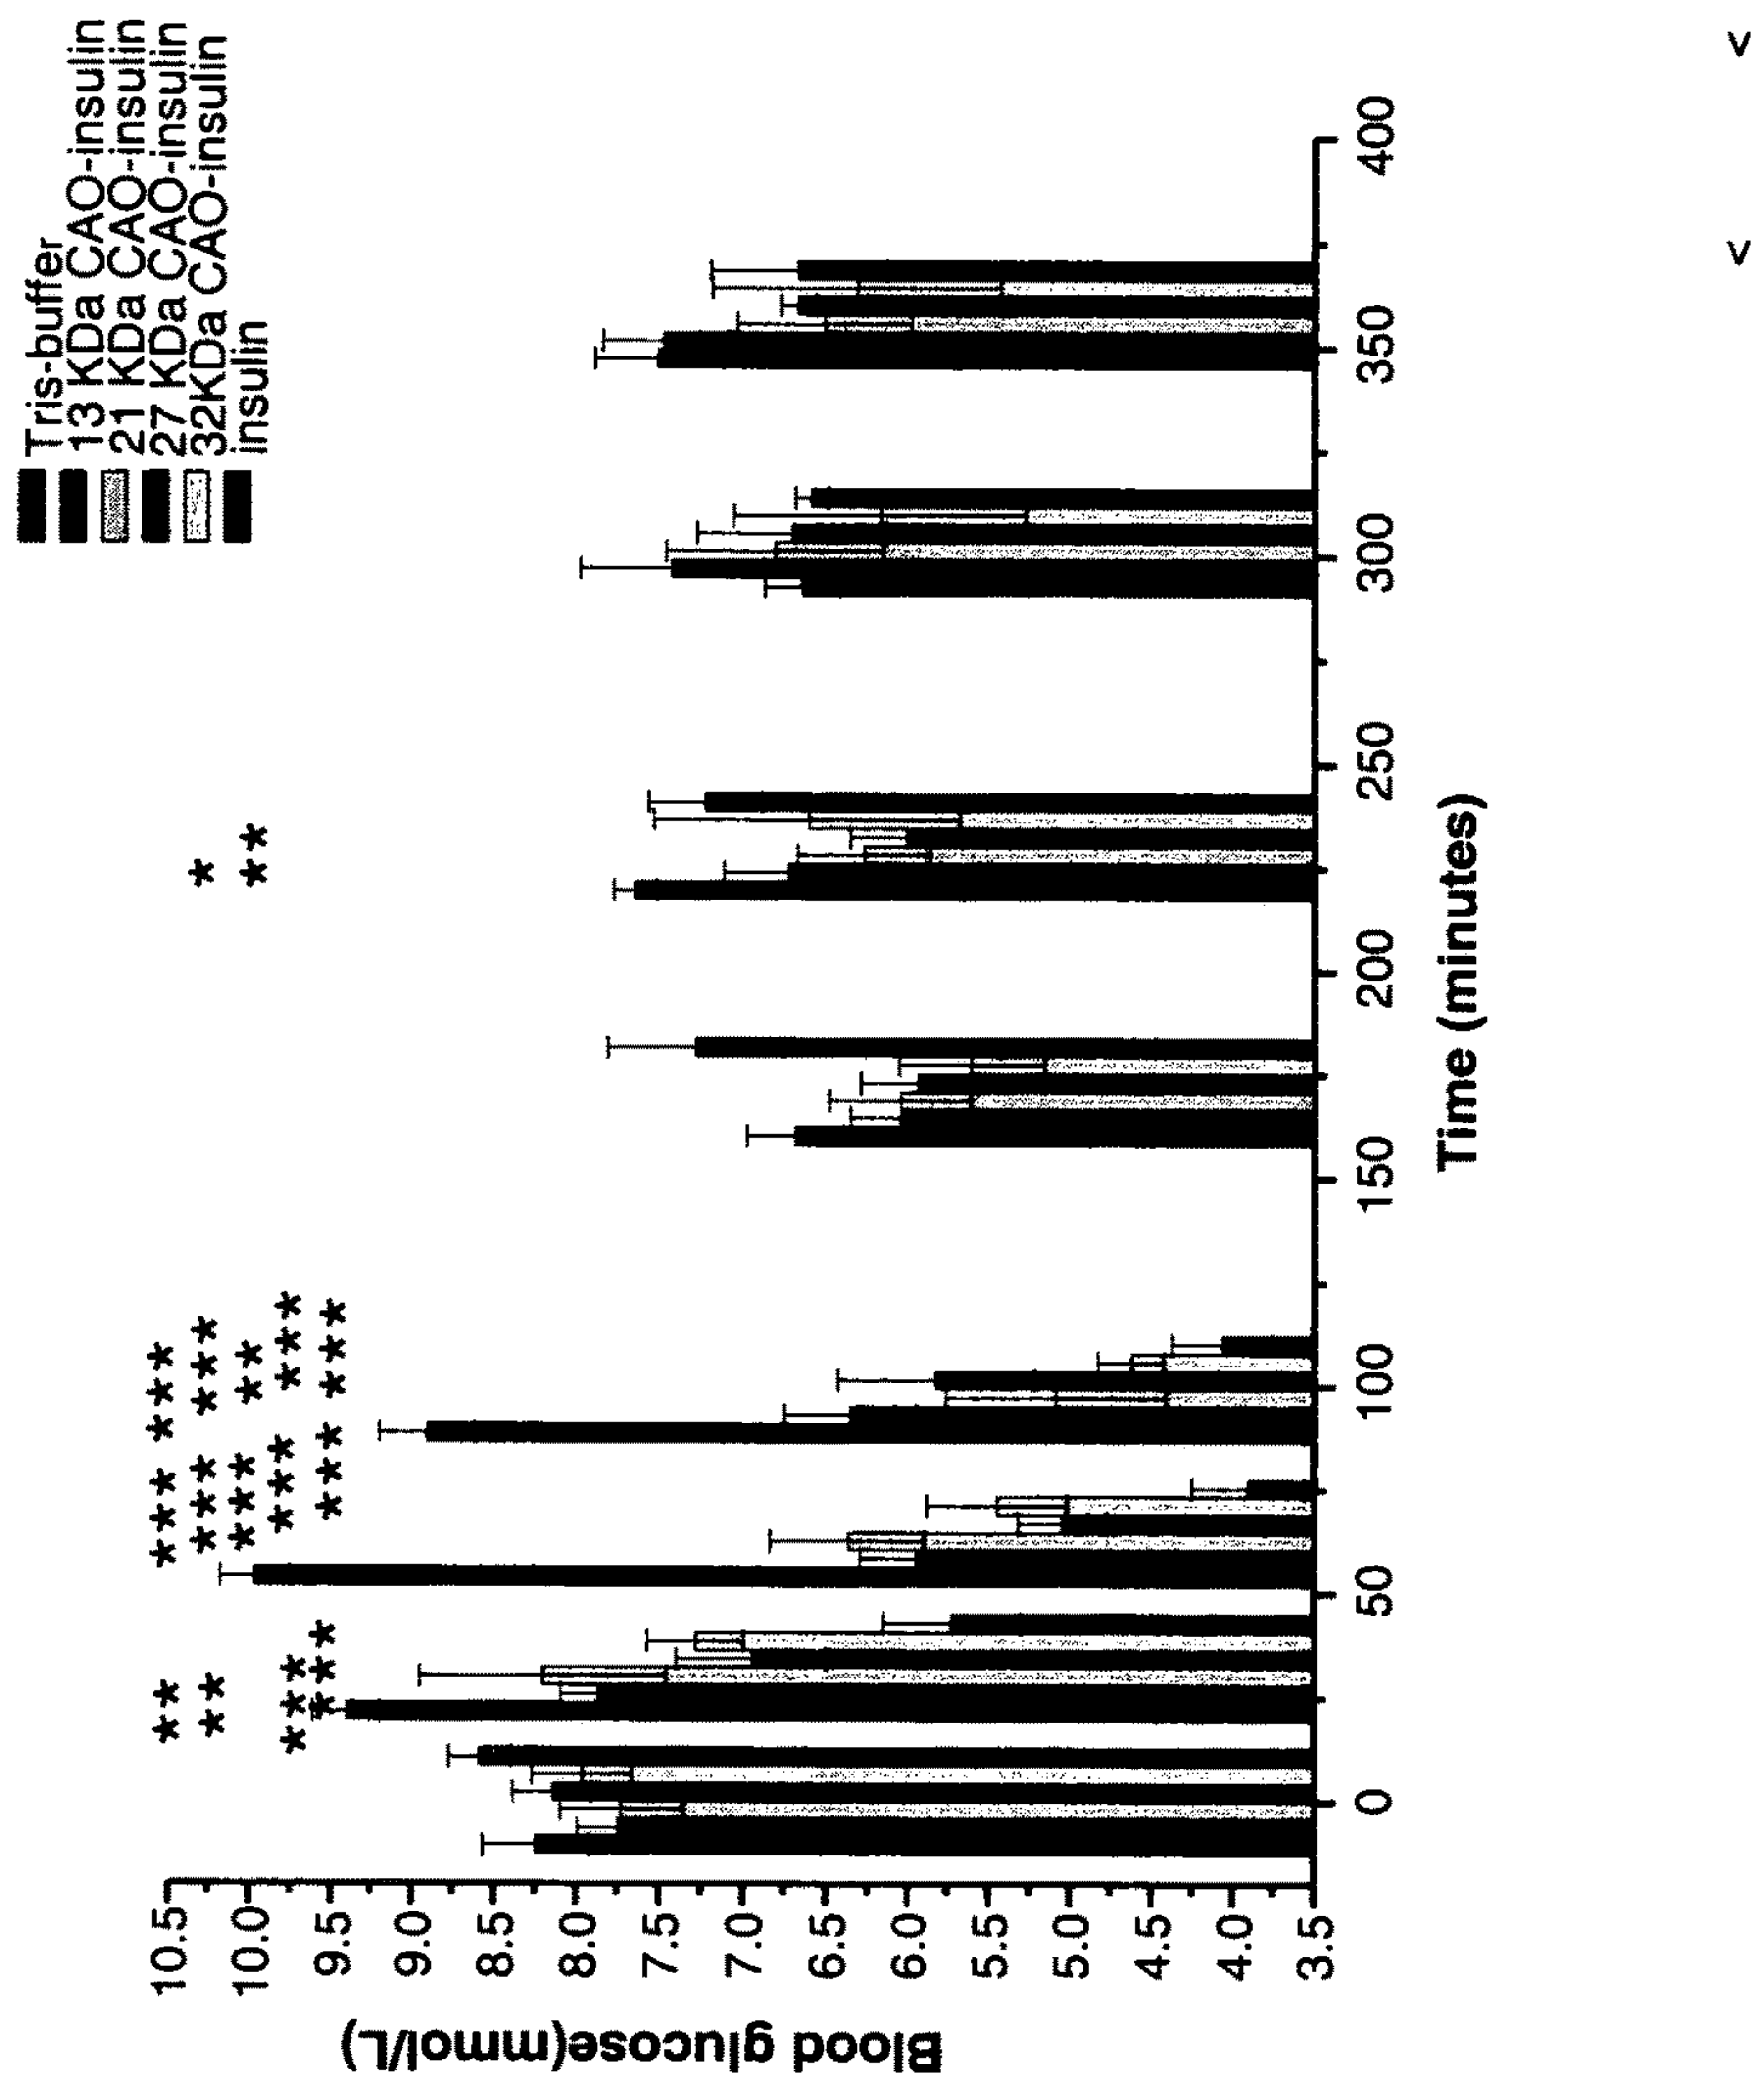 Tris-buffer
13 KDa CAO-insulin
21 KDa CAO-insulin
27 KDa CAO-insulin
32KDa CAO-insulin
insulin
** *** ***
** *** *** *
*** ** **
*** *** ***
*** *** ***
10.5
10.0
9.5
9.0
8.5
8.0
7.5
7.0
6.5
6.0
5.5
5.0
4.5
4.0
3.5
Blood glucose(mmol/L)
0 50 100 150 200 250 300 350 400
Time (minutes)
v v